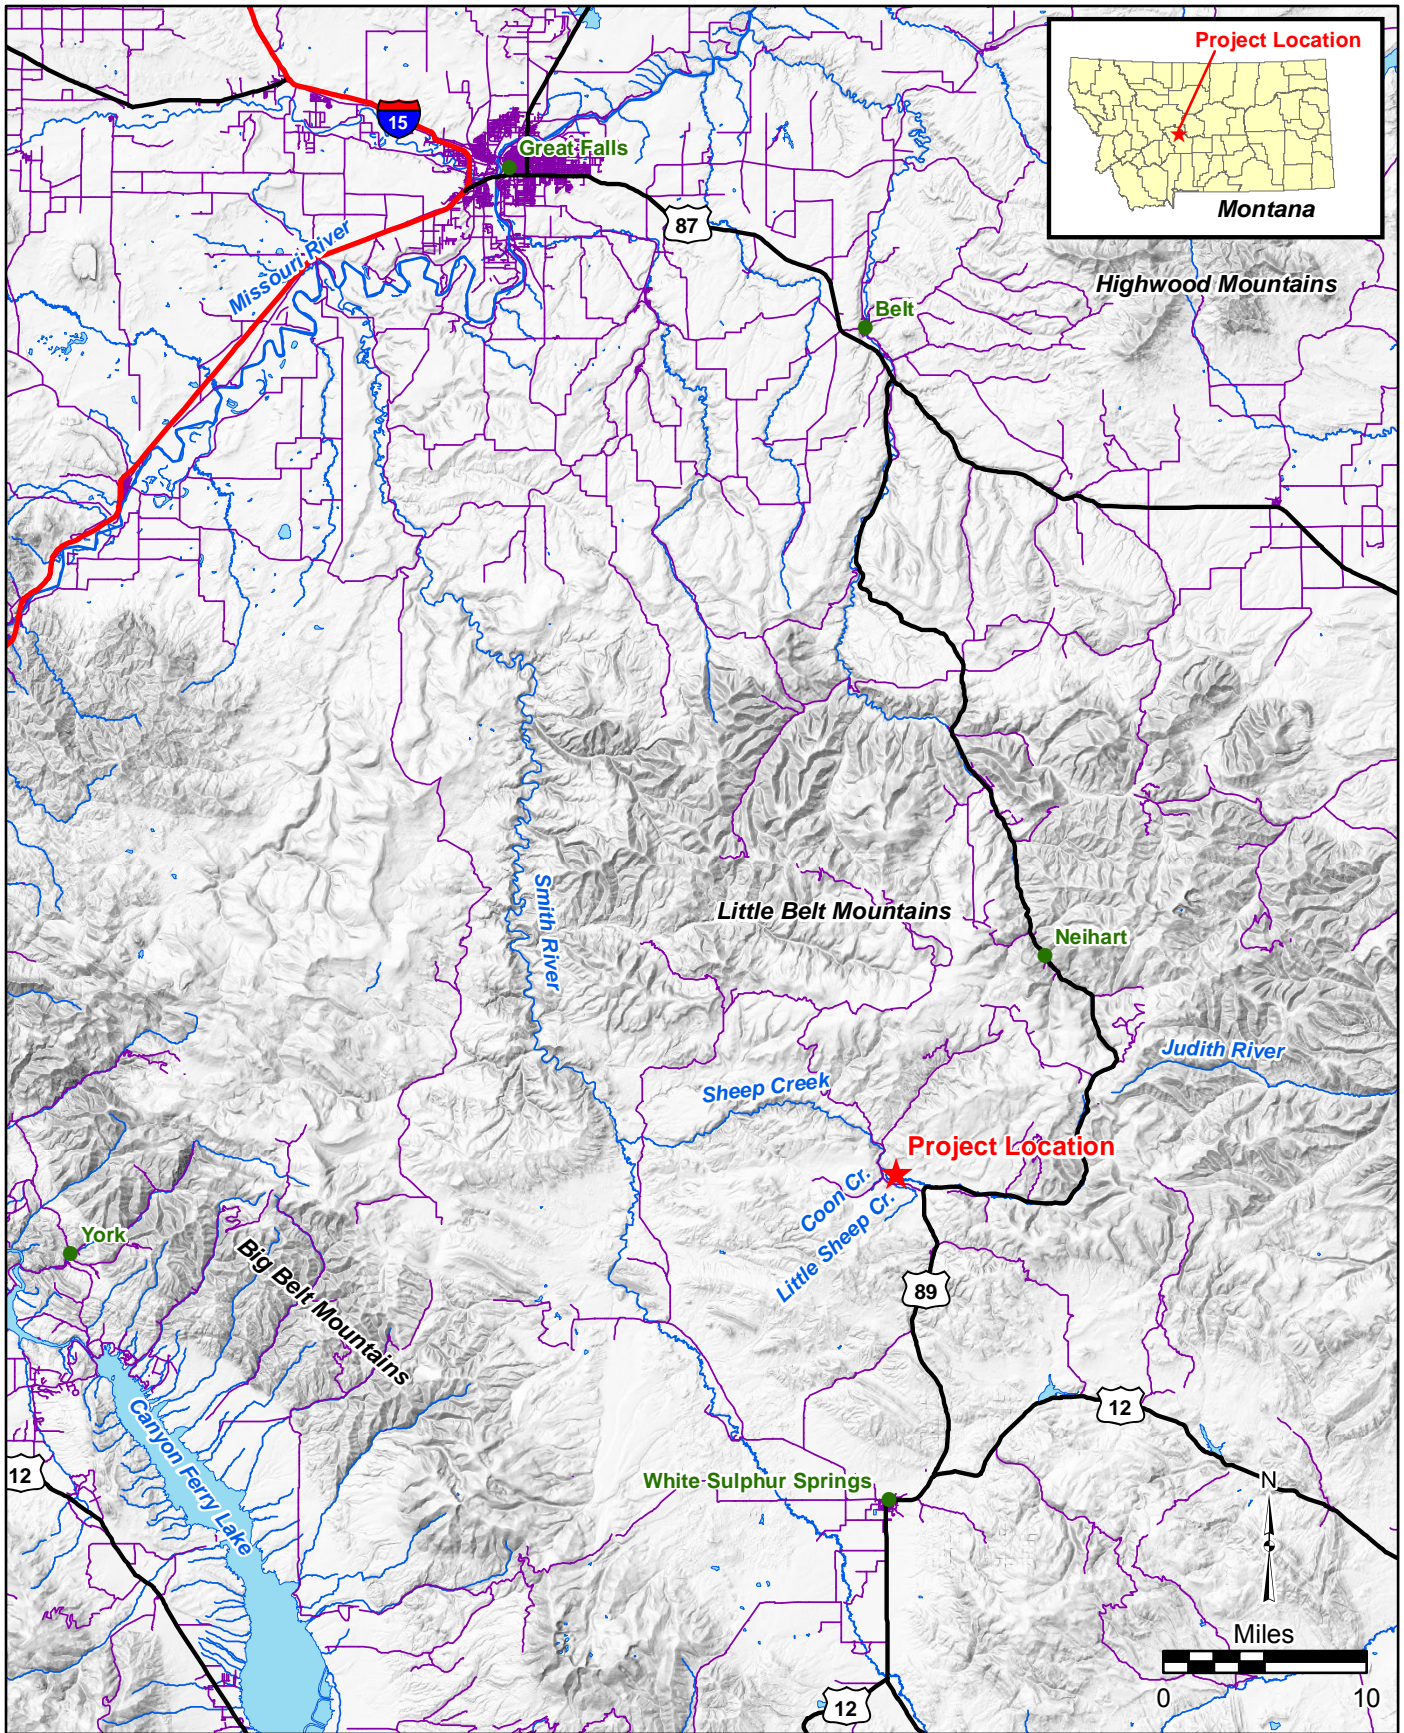 Project Location
Montana
15
Great Falls
87
Missouri River
Highwood Mountains
Belt
Smith River
Little Belt Mountains
Neihart
Judith River
Sheep Creek
Project Location
Coon Cr.
Little Sheep Cr.
York
Big Belt Mountains
89
Canyon Ferry Lake
12
12
White Sulphur Springs
N
Miles
0 10
12